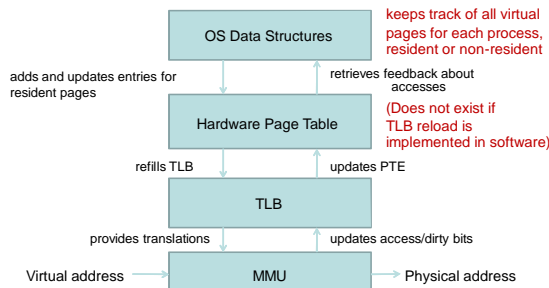 keeps track of all virtual
pages for each process,
resident or non-resident
OS Data Structures
adds and updates entries for
resident pages
retrieves feedback about
accesses
Hardware Page Table
(Does not exist if
TLB reload is
implemented in software)
refills TLB
updates PTE
TLB
provides translations
updates access/dirty bits
Virtual address
MMU
Physical address